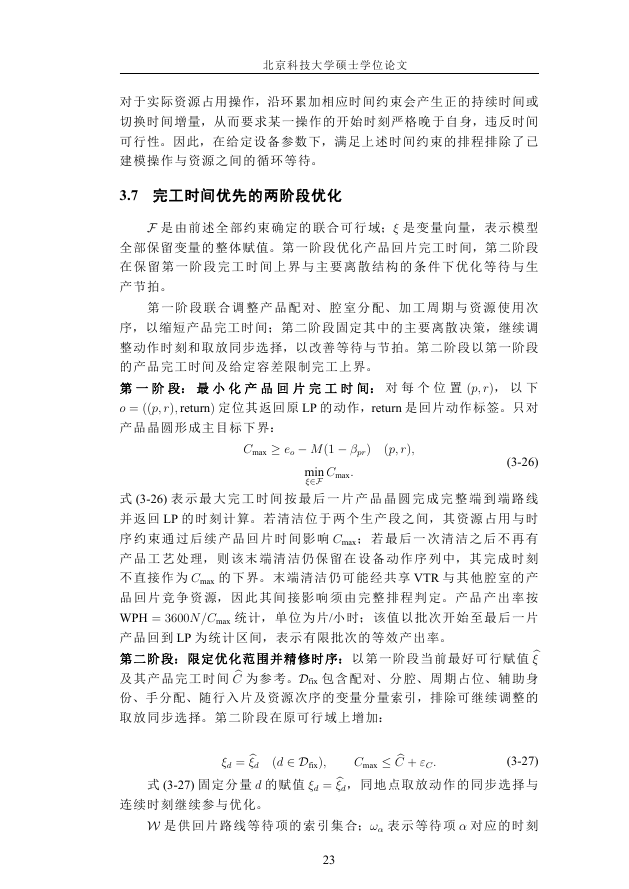 北京科技大学硕士学位论文
对于实际资源占用操作，沿环累加相应时间约束会产生正的持续时间或
切换时间增量，从而要求某一操作的开始时刻严格晚于自身，违反时间
可行性。因此，在给定设备参数下，满足上述时间约束的排程排除了已
建模操作与资源之间的循环等待。
3.7 完工时间优先的两阶段优化
F 是由前述全部约束确定的联合可行域；ξ 是变量向量，表示模型
全部保留变量的整体赋值。第一阶段优化产品回片完工时间，第二阶段
在保留第一阶段完工时间上界与主要离散结构的条件下优化等待与生
产节拍。
第一阶段联合调整产品配对、腔室分配、加工周期与资源使用次
序，以缩短产品完工时间；第二阶段固定其中的主要离散决策，继续调
整动作时刻和取放同步选择，以改善等待与节拍。第二阶段以第一阶段
的产品完工时间及给定容差限制完工上界。
第一阶段：最小化产品回片完工时间：对每个位置 (p, r)，以下
o = ((p, r), return) 定位其返回原 LP 的动作，return 是回片动作标签。只对
产品晶圆形成主目标下界：
Cmax ≥ eo − M(1 − βpr) (p, r),
min Cmax.
ξ∈F
(3-26)
式 (3-26) 表示最大完工时间按最后一片产品晶圆完成完整端到端路线
并返回 LP 的时刻计算。若清洁位于两个生产段之间，其资源占用与时
序约束通过后续产品回片时间影响 Cmax；若最后一次清洁之后不再有
产品工艺处理，则该末端清洁仍保留在设备动作序列中，其完成时刻
不直接作为 Cmax 的下界。末端清洁仍可能经共享 VTR 与其他腔室的产
品回片竞争资源，因此其间接影响须由完整排程判定。产品产出率按
WPH = 3600N/Cmax 统计，单位为片/小时；该值以批次开始至最后一片
产品回到 LP 为统计区间，表示有限批次的等效产出率。
第二阶段：限定优化范围并精修时序：以第一阶段当前最好可行赋值 ξ̂
及其产品完工时间 Ĉ 为参考。Dfix 包含配对、分腔、周期占位、辅助身
份、手分配、随行入片及资源次序的变量分量索引，排除可继续调整的
取放同步选择。第二阶段在原可行域上增加：
ξd = ξ̂d (d ∈ Dfix), Cmax ≤ Ĉ + εC. (3-27)
式 (3-27) 固定分量 d 的赋值 ξd = ξ̂d，同地点取放动作的同步选择与
连续时刻继续参与优化。
W 是供回片路线等待项的索引集合；ωα 表示等待项 α 对应的时刻
23